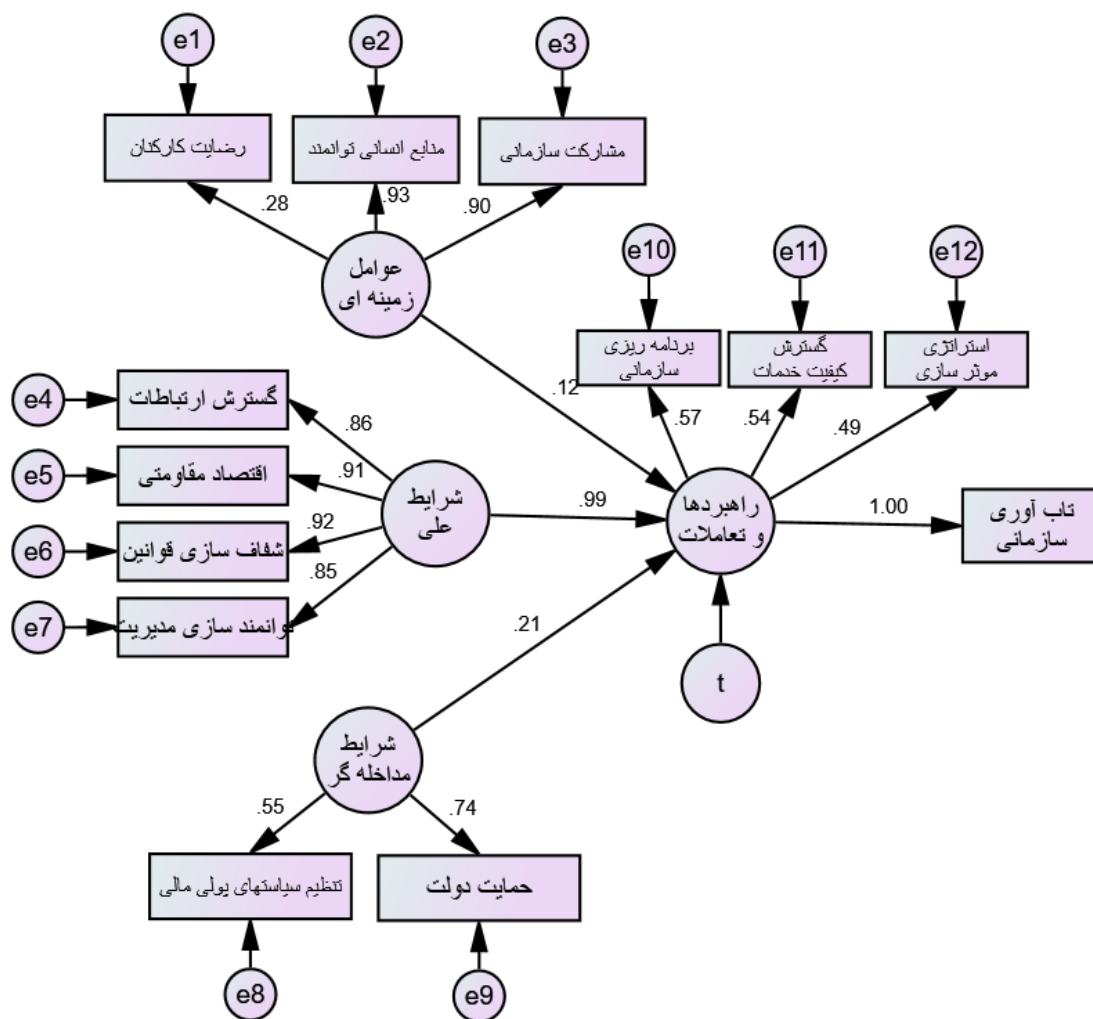 e1
e2
e3
رضایت کارکنان
منابع انسانی توانمند
مشارکت سازمانی
.28
.93
.90
عوامل
زمینه ای
e10
e11
e12
برنامه ریزی
سازمانی
گسترش
کیفیت خدمات
استراتژی
موثر سازی
.12
.57
.54
.49
e4
گسترش ارتباطات
.86
e5
اقتصاد مقاومتی
.91
e6
شفاف سازی قوانین
.92
e7
توانمند سازی مدیریت
.85
شرایط
علی
.99
راهبردها
و تعاملات
1.00
تاب آوری
سازمانی
.21
t
شرایط
مداخله گر
.55
.74
تنظیم سیاستهای پولی مالی
حمایت دولت
e8
e9